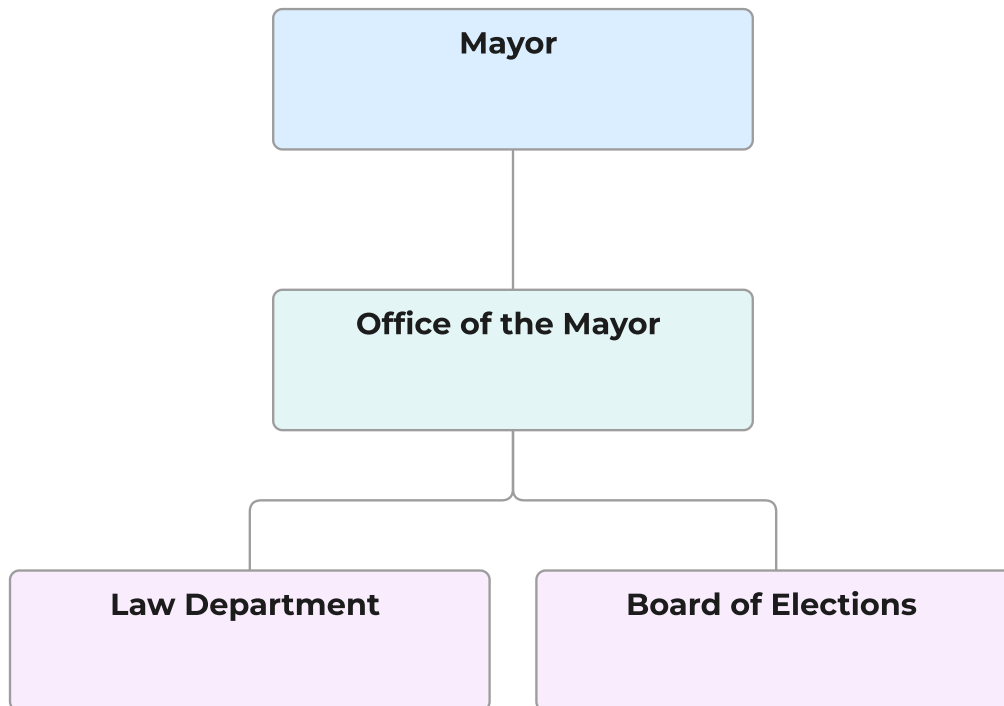 Mayor
Office of the Mayor
Law Department
Board of Elections